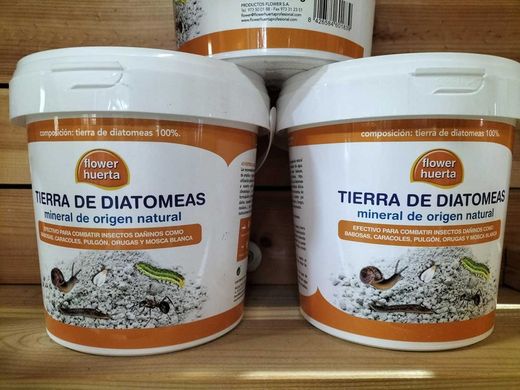 PRODUCTOS FLOWER S.A.
composición: tierra de diatomeas 100%.
flower
huerta
TIERRA DE DIATOMEAS
mineral de origen natural
EFECTIVO PARA COMBATIR INSECTOS DAÑINOS COMO
BABOSAS, CARACOLES, PULGÓN, ORUGAS Y MOSCA BLANCA
composición: tierra de diatomeas 100%
flower
huerta
TIERRA DE DIATOMEAS
mineral de origen natural
EFECTIVO PARA COMBATIR INSECTOS DAÑINOS COMO
BABOSAS, CARACOLES, PULGÓN, ORUGAS Y MOSCA BLANCA